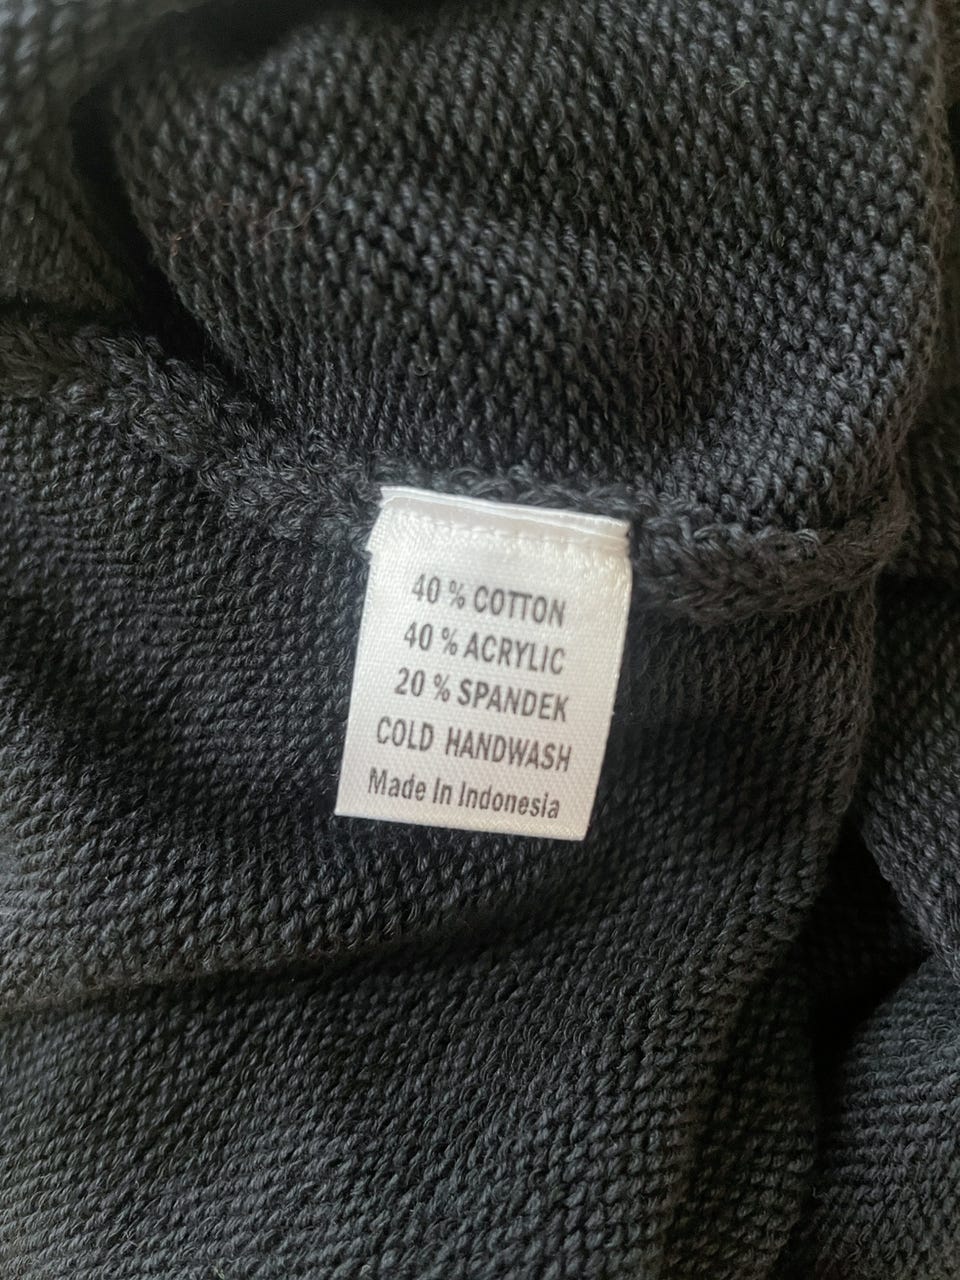 40 % COTTON
40 % ACRYLIC
20 % SPANDEK
COLD HANDWASH
Made In Indonesia